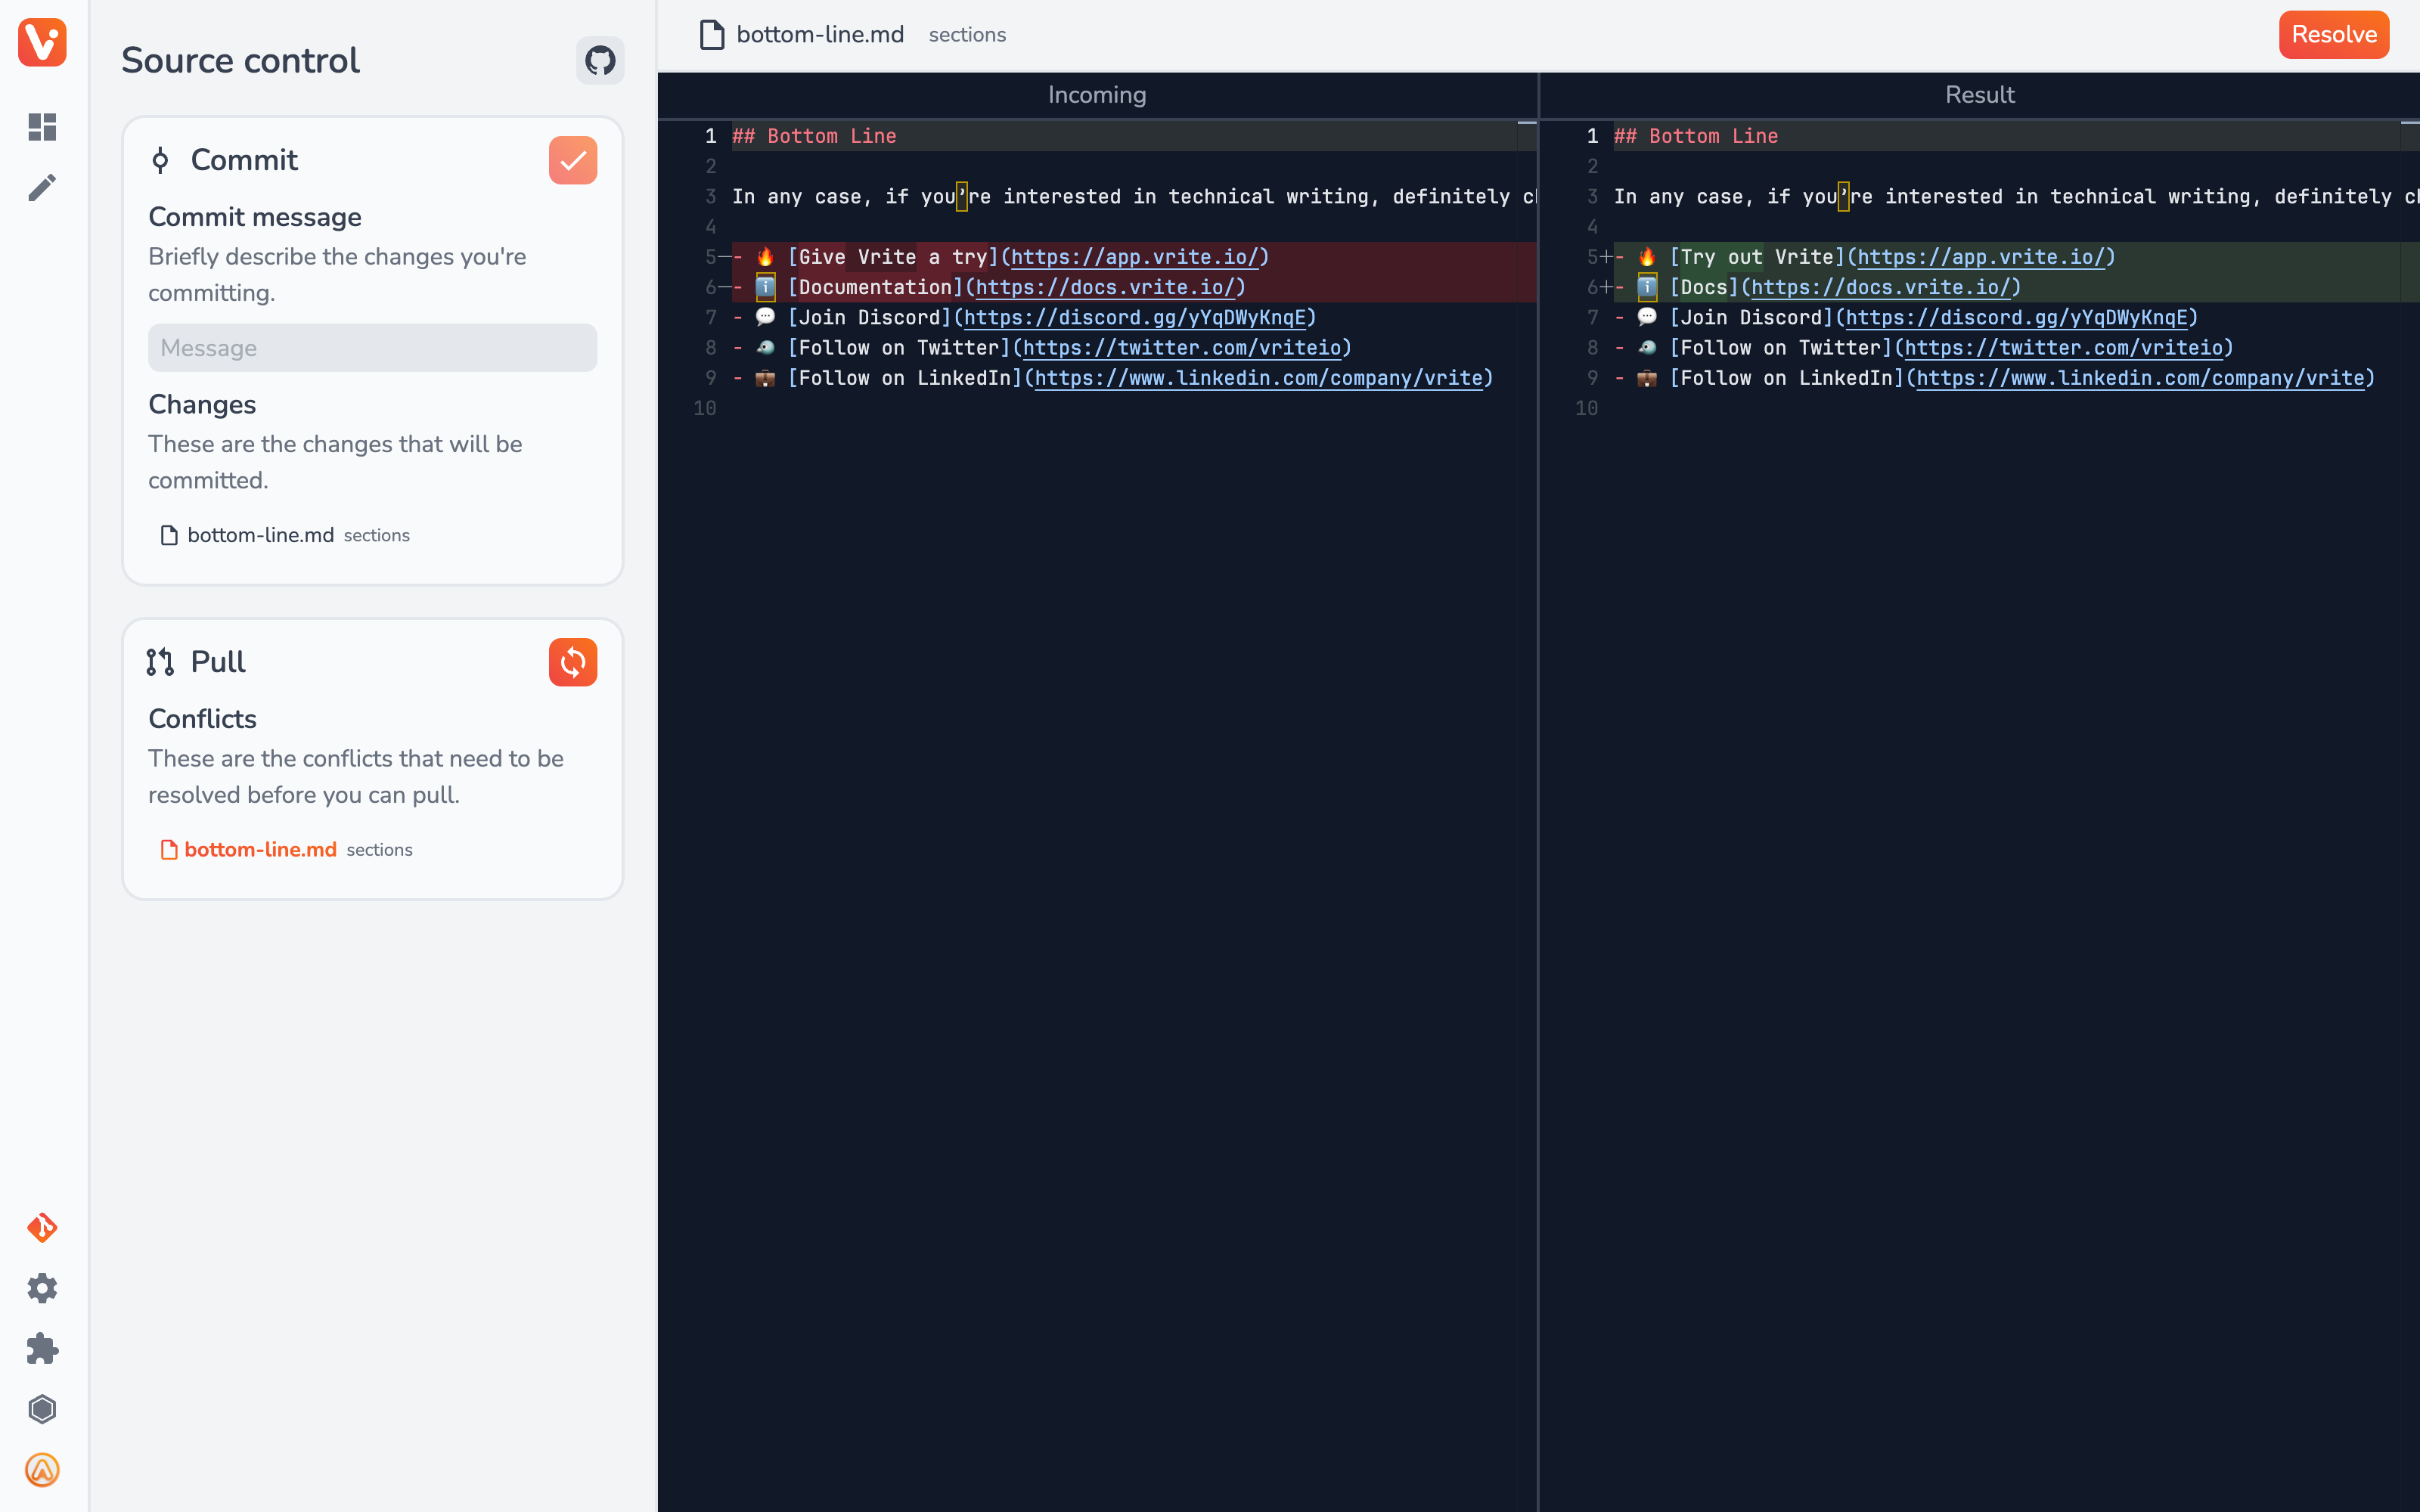 Source control
Commit
Commit message
Briefly describe the changes you're
committing.
Message
Changes
These are the changes that will be
committed.
bottom-line.md sections
Pull
Conflicts
These are the conflicts that need to be
resolved before you can pull.
bottom-line.md sections
bottom-line.md sections
Resolve
Incoming
1 ## Bottom Line
2
3 In any case, if you’re interested in technical writing, definitely
4
5 - 🔥 [Give Vrite a try](https://app.vrite.io/)
6 - ℹ️ [Documentation](https://docs.vrite.io/)
7 - 💬 [Join Discord](https://discord.gg/yYqDWyKnqE)
8 - 🐦 [Follow on Twitter](https://twitter.com/vriteio)
9 - 💼 [Follow on LinkedIn](https://www.linkedin.com/company/vrite)
10
Result
1 ## Bottom Line
2
3 In any case, if you’re interested in technical writing, definitely
4
5 + - 🔥 [Try out Vrite](https://app.vrite.io/)
6 + - ℹ️ [Docs](https://docs.vrite.io/)
7 - 💬 [Join Discord](https://discord.gg/yYqDWyKnqE)
8 - 🐦 [Follow on Twitter](https://twitter.com/vriteio)
9 - 💼 [Follow on LinkedIn](https://www.linkedin.com/company/vrite)
10